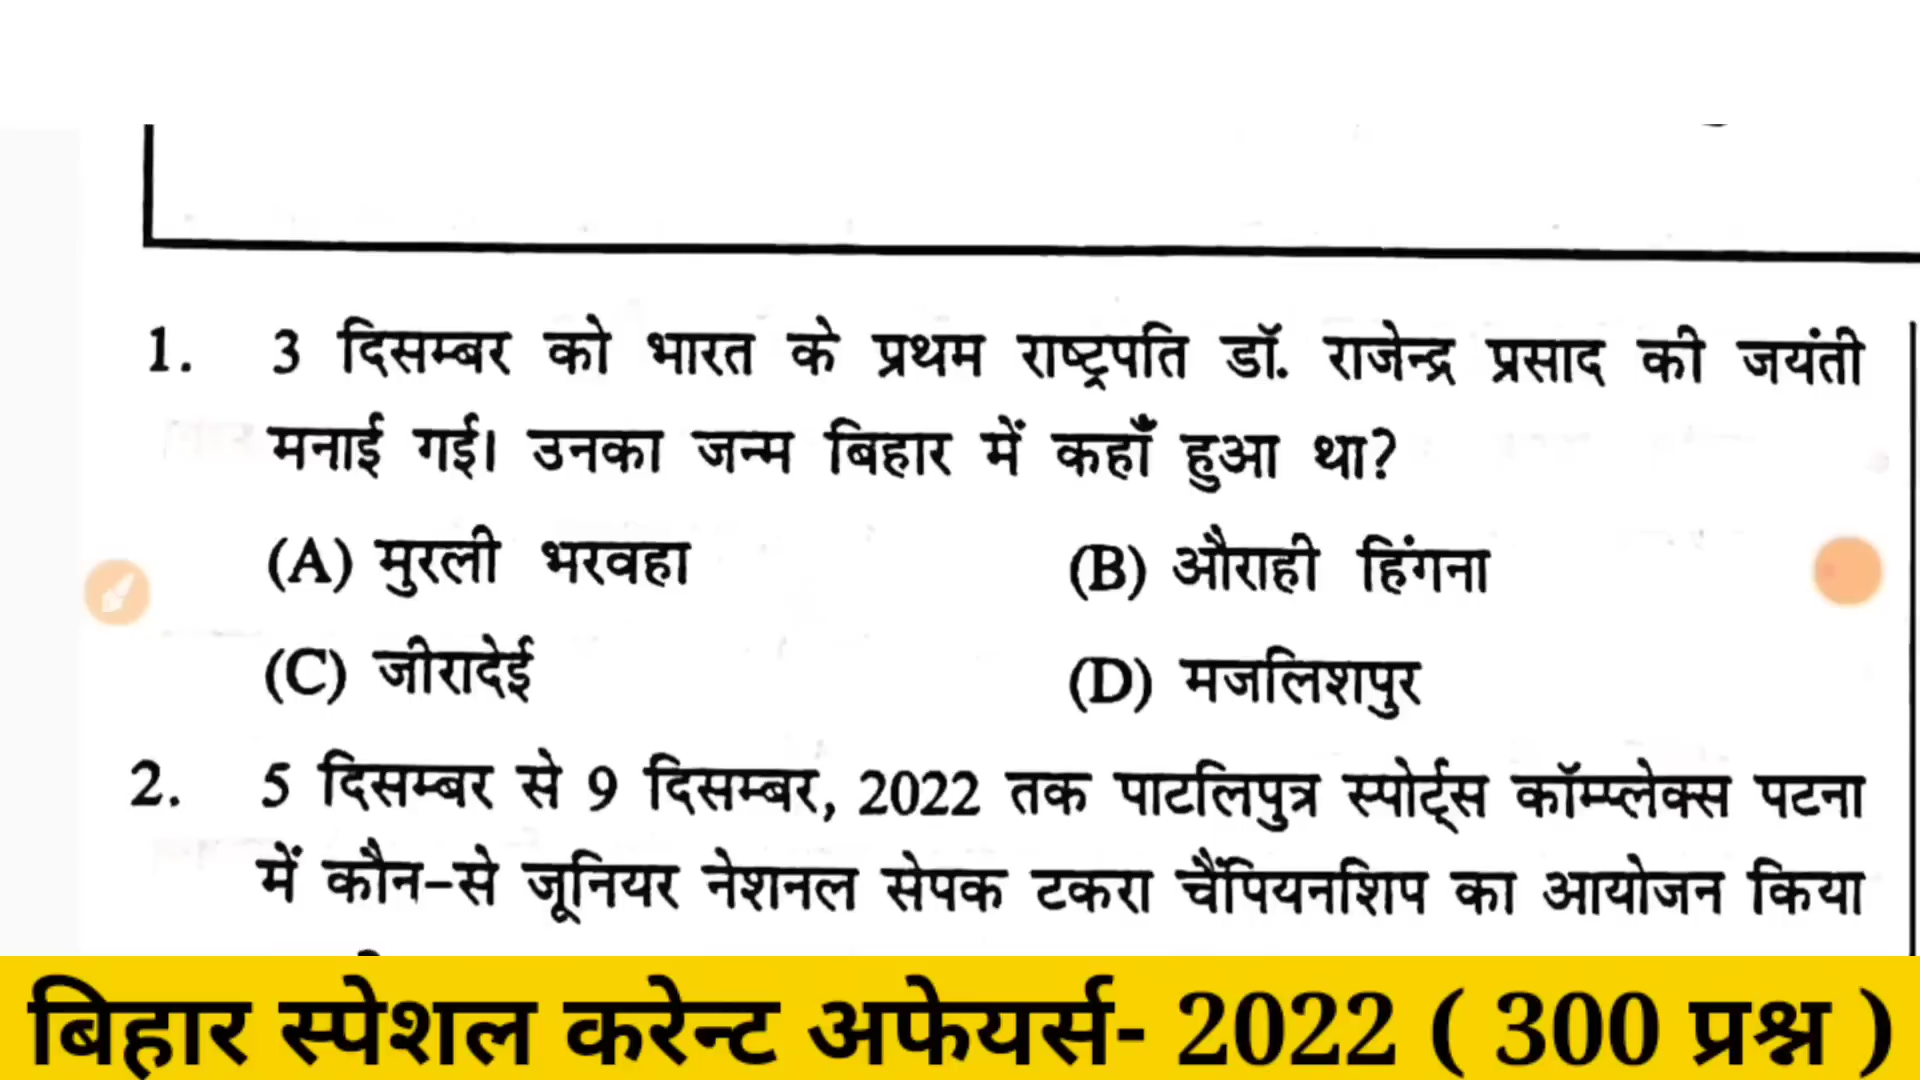 1. 3 दिसम्बर को भारत के प्रथम राष्ट्रपति डॉ. राजेन्द्र प्रसाद की जयंती
मनाई गई। उनका जन्म बिहार में कहाँ हुआ था?
(A) मुरली भरवहा (B) औराही हिंगना
(C) जीरादेई (D) मजलिशपुर
2. 5 दिसम्बर से 9 दिसम्बर, 2022 तक पाटलिपुत्र स्पोर्ट्स कॉम्प्लेक्स पटना
में कौन-से जूनियर नेशनल सेपक टकरा चैंपियनशिप का आयोजन किया
बिहार स्पेशल करेन्ट अफेयर्स- 2022 ( 300 प्रश्न )